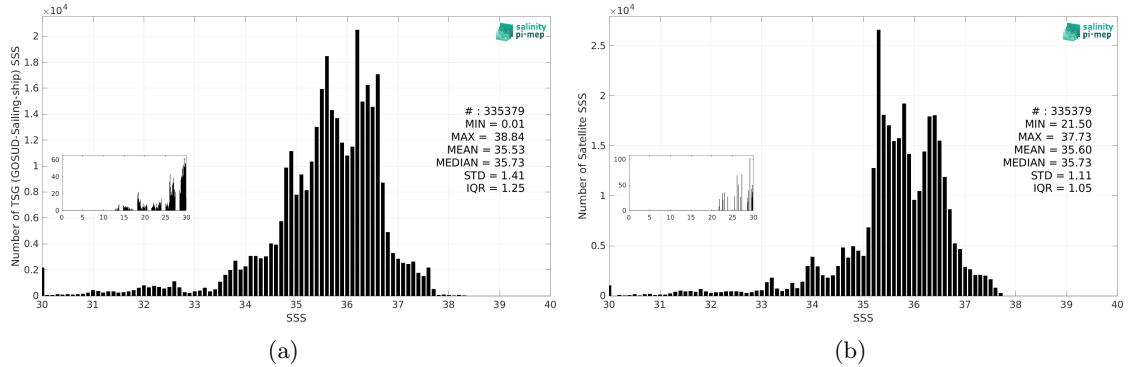 ×10⁴
2
1.8
1.6
1.4
1.2
1
0.8
0.6
0.4
0.2
0
Number of TSG (GOSUD-Sailing-ship) SSS
salinity
pi-mep
# : 335379
MIN = 0.01
MAX = 38.84
MEAN = 35.53
MEDIAN = 35.73
STD = 1.41
IQR = 1.25
60
40
20
0
0 5 10 15 20 25 30
30 31 32 33 34 35 36 37 38 39 40
SSS
(a)
×10⁴
2.5
2
1.5
1
0.5
0
Number of Satellite SSS
salinity
pi-mep
# : 335379
MIN = 21.50
MAX = 37.73
MEAN = 35.60
MEDIAN = 35.73
STD = 1.11
IQR = 1.05
100
50
0
0 5 10 15 20 25 30
30 31 32 33 34 35 36 37 38 39 40
SSS
(b)